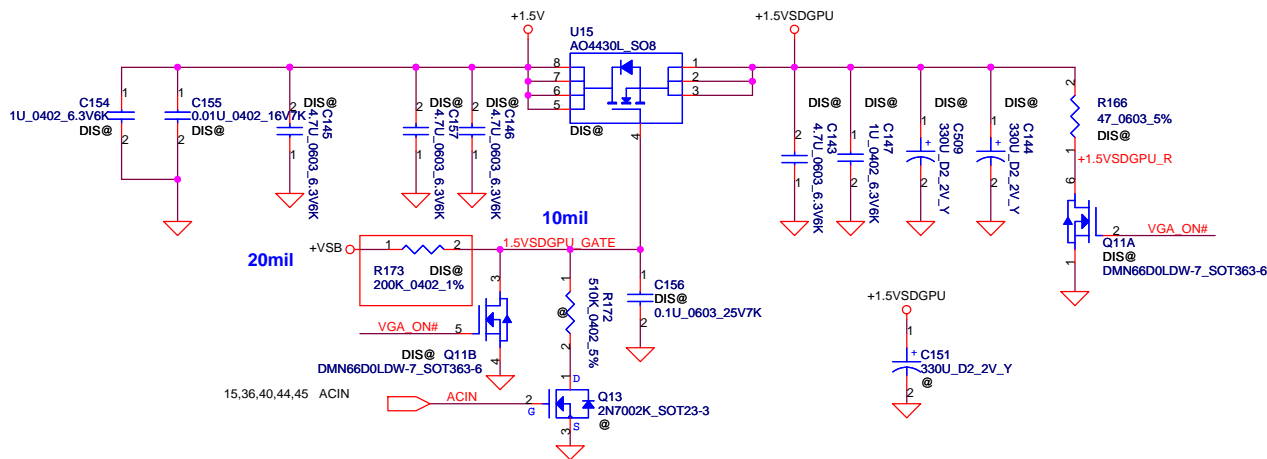 +1.5V
+1.5VSDGPU
U15
AO4430L_SO8
8
7
6
5
1
2
3
4
DIS@
1
C154
1U_0402_6.3V6K
DIS@
2
1
C155
0.01U_0402_16V7K
DIS@
2
2
DIS@
C145
4.7U_0603_6.3V6K
1
2
DIS@
C157
4.7U_0603_6.3V6K
1
2
DIS@
C146
4.7U_0603_6.3V6K
1
2
DIS@
C143
4.7U_0603_6.3V6K
1
1
DIS@
C147
1U_0402_6.3V6K
2
1
+
DIS@
C509
330U_D2_2V_Y
2
1
+
DIS@
C144
330U_D2_2V_Y
2
2
R166
47_0603_5%
DIS@
1
+1.5VSDGPU_R
6
2
VGA_ON#
Q11A
DIS@
DMN66D0LDW-7_SOT363-6
1
10mil
20mil
+VSB
1
2
1.5VSDGPU_GATE
R173
DIS@
200K_0402_1%
3
VGA_ON#
5
4
DIS@
Q11B
DMN66D0LDW-7_SOT363-6
1
@
R172
510K_0402_5%
2
1
C156
DIS@
0.1U_0603_25V7K
2
15,36,40,44,45 ACIN
ACIN
2
G
1
D
Q13
2N7002K_SOT23-3
@
3
S
+1.5VSDGPU
1
+
C151
330U_D2_2V_Y
@
2